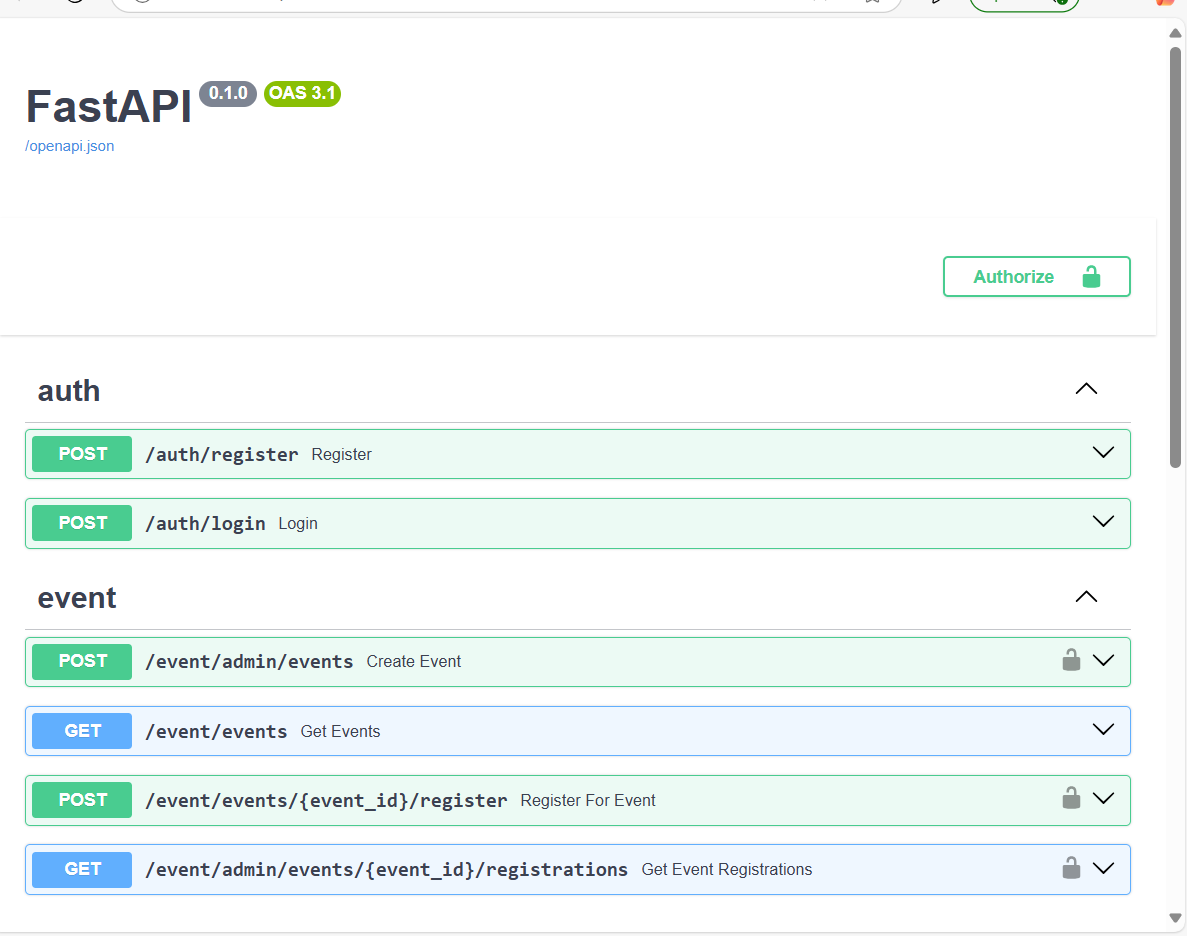 FastAPI 0.1.0 OAS 3.1
/openapi.json
Authorize
auth
POST /auth/register Register
POST /auth/login Login
event
POST /event/admin/events Create Event
GET /event/events Get Events
POST /event/events/{event_id}/register Register For Event
GET /event/admin/events/{event_id}/registrations Get Event Registrations